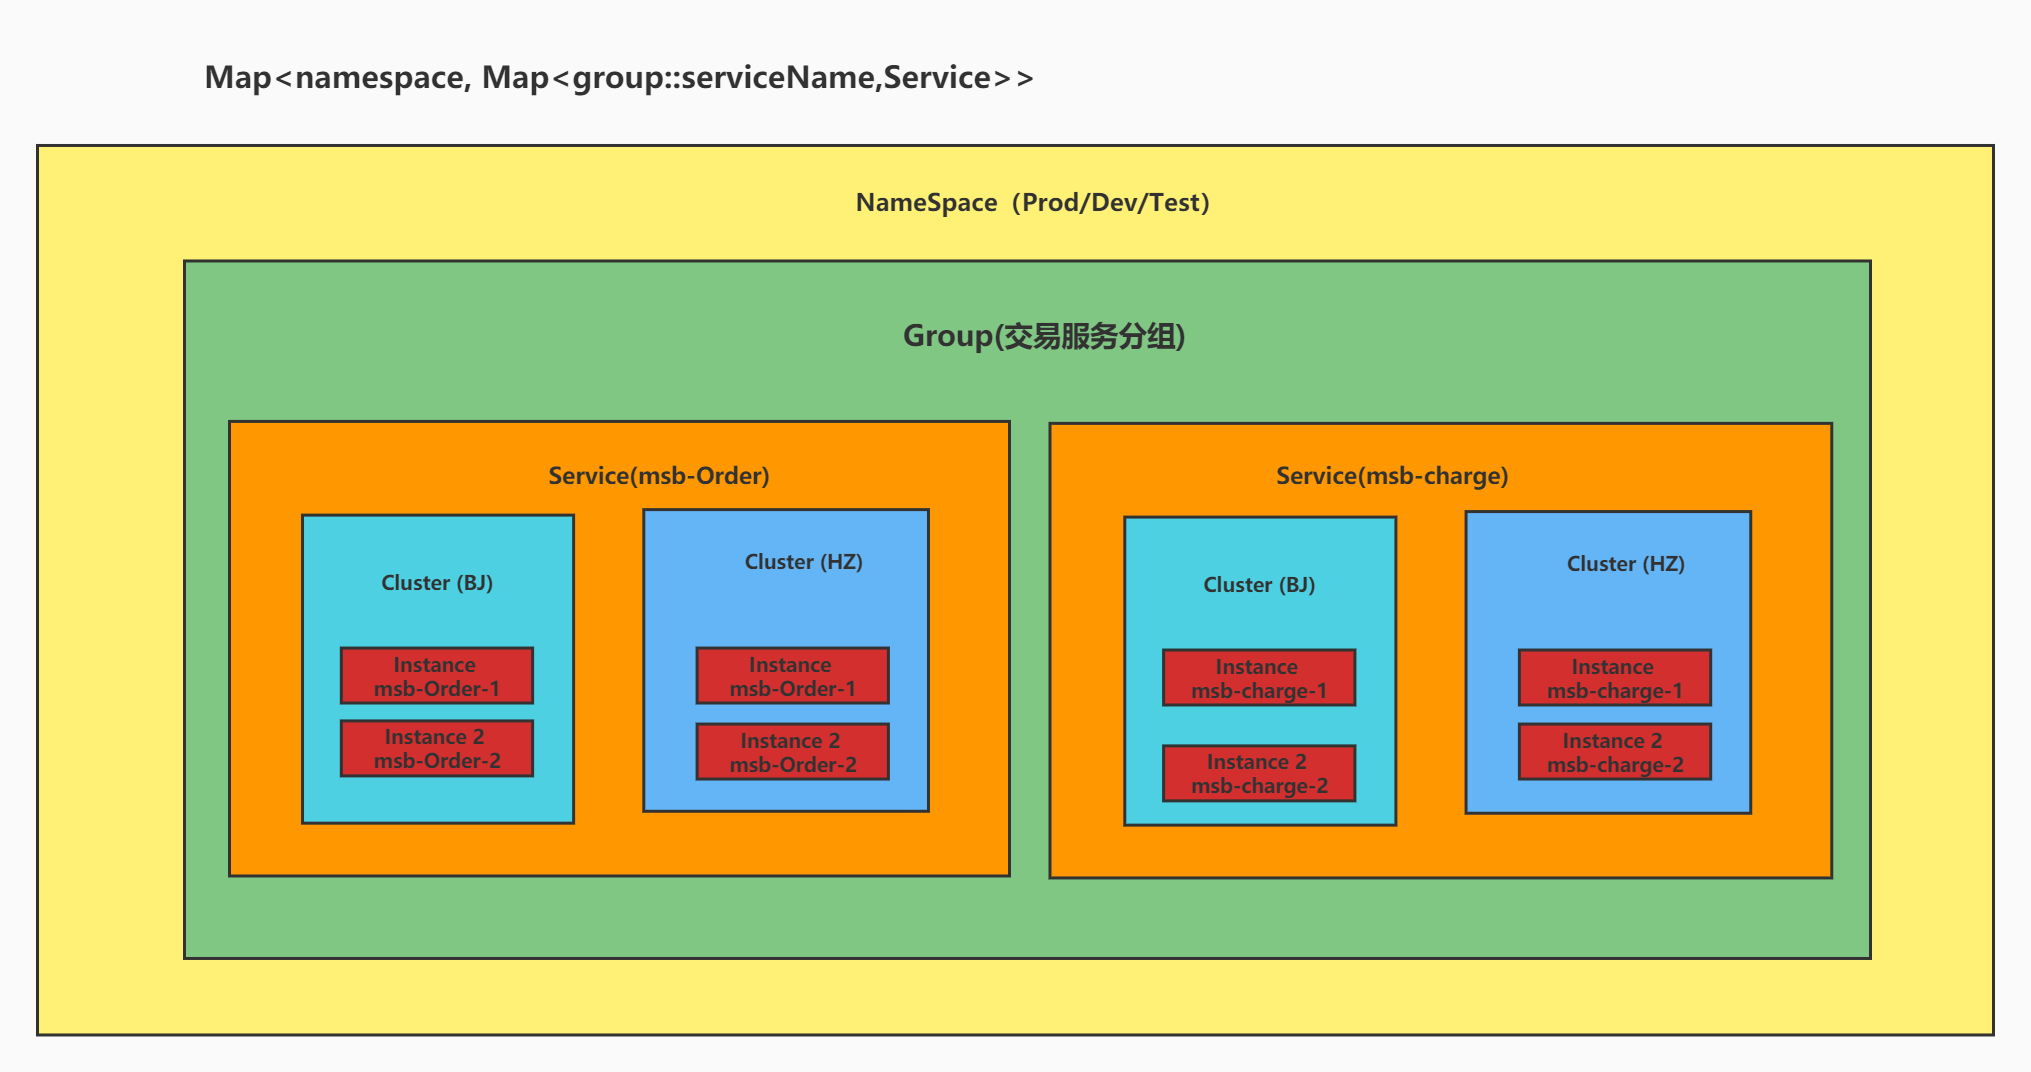 Map<namespace, Map<group::serviceName,Service>>
NameSpace（Prod/Dev/Test）
Group(交易服务分组)
Service(msb-Order)
Cluster (BJ)
Instance
msb-Order-1
Instance 2
msb-Order-2
Cluster (HZ)
Instance
msb-Order-1
Instance 2
msb-Order-2
Service(msb-charge)
Cluster (BJ)
Instance
msb-charge-1
Instance 2
msb-charge-2
Cluster (HZ)
Instance
msb-charge-1
Instance 2
msb-charge-2